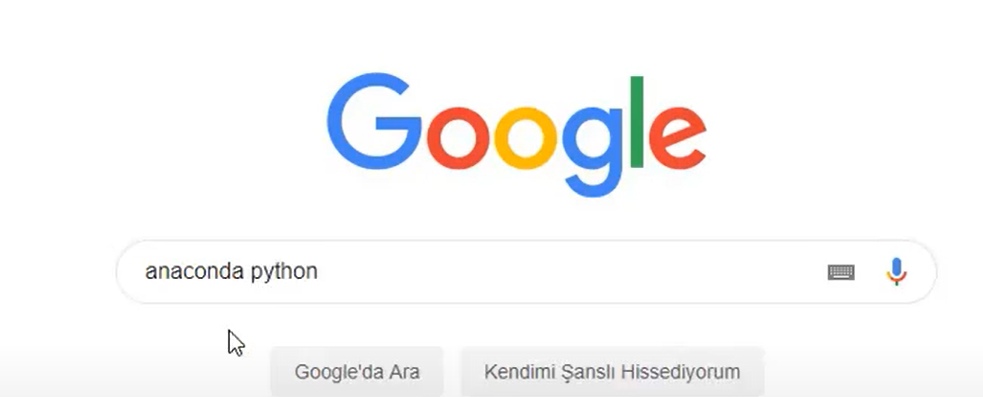 Google
anaconda python
Google'da Ara
Kendimi Şanslı Hissediyorum